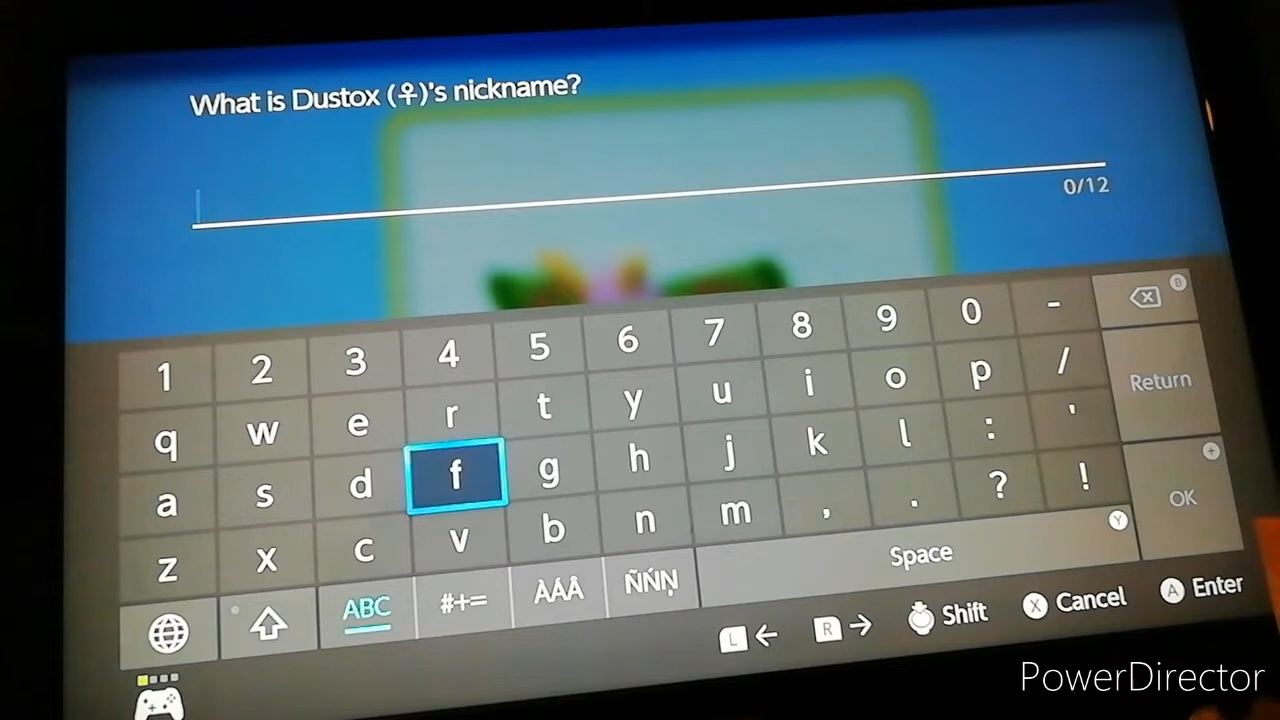 What is Dustox (♀)'s nickname?
0/12
1 2 3 4 5 6 7 8 9 0 -
q w e r t y u i o p /
Return
a s d f g h j k l : '
z x c v b n m , . ? !
OK
ABC #+= ÀÁÂ ÑŃṆ Space
L ← R → Shift X Cancel A Enter
B
+
Y
PowerDirector